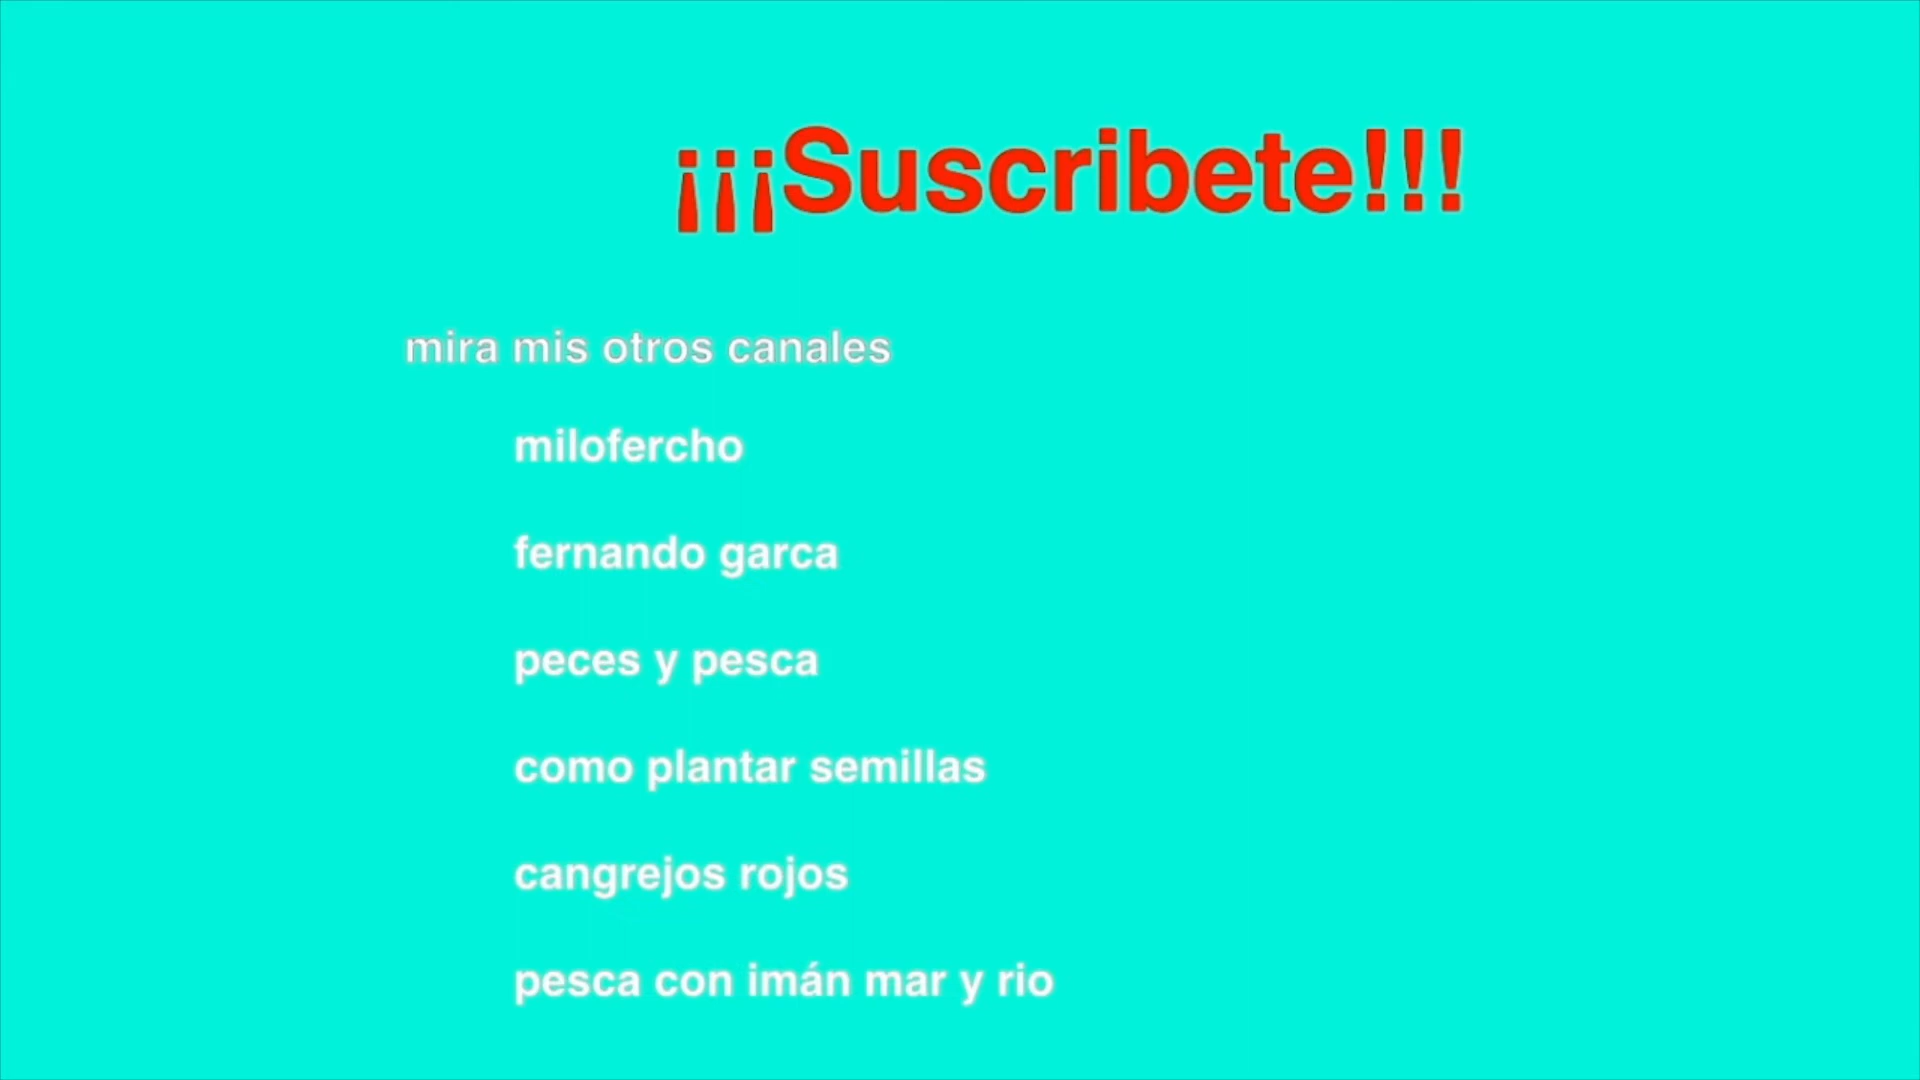 ¡¡¡Suscribete!!!
mira mis otros canales
milofercho
fernando garca
peces y pesca
como plantar semillas
cangrejos rojos
pesca con imán mar y rio